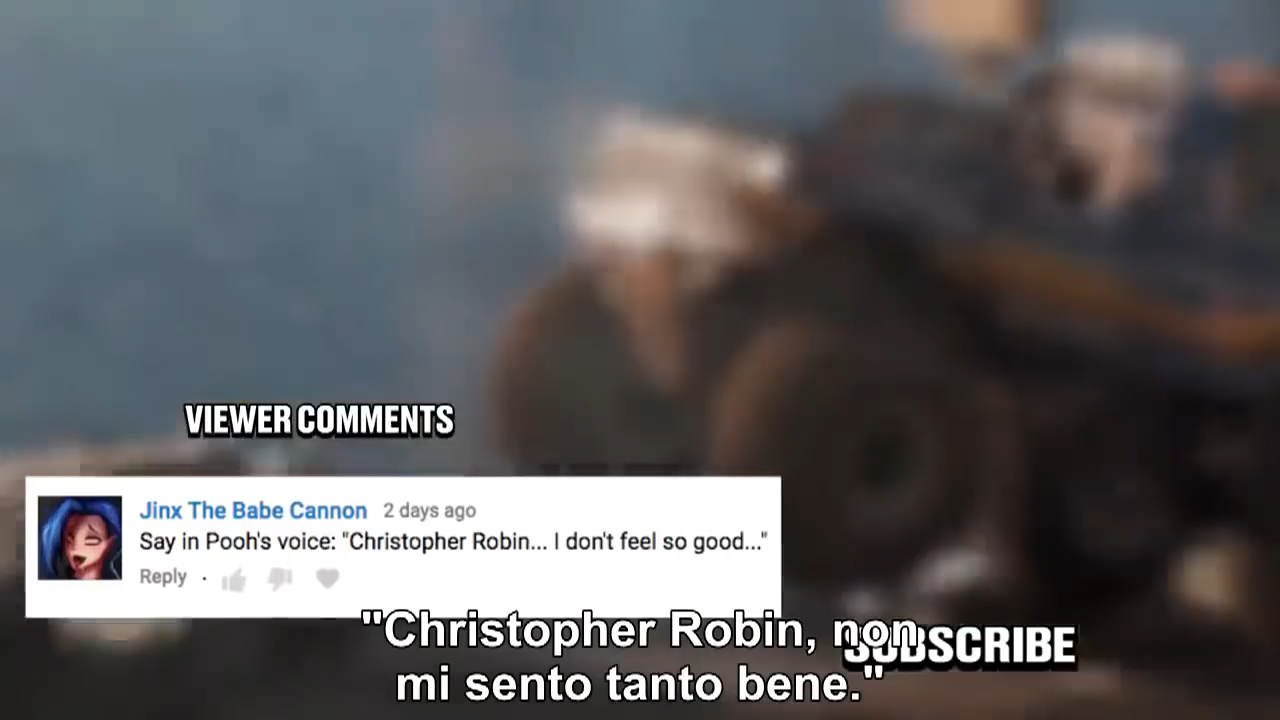 VIEWER COMMENTS
Jinx The Babe Cannon 2 days ago
Say in Pooh's voice: "Christopher Robin... I don't feel so good..."
Reply ·
SUBSCRIBE
"Christopher Robin, non
mi sento tanto bene."